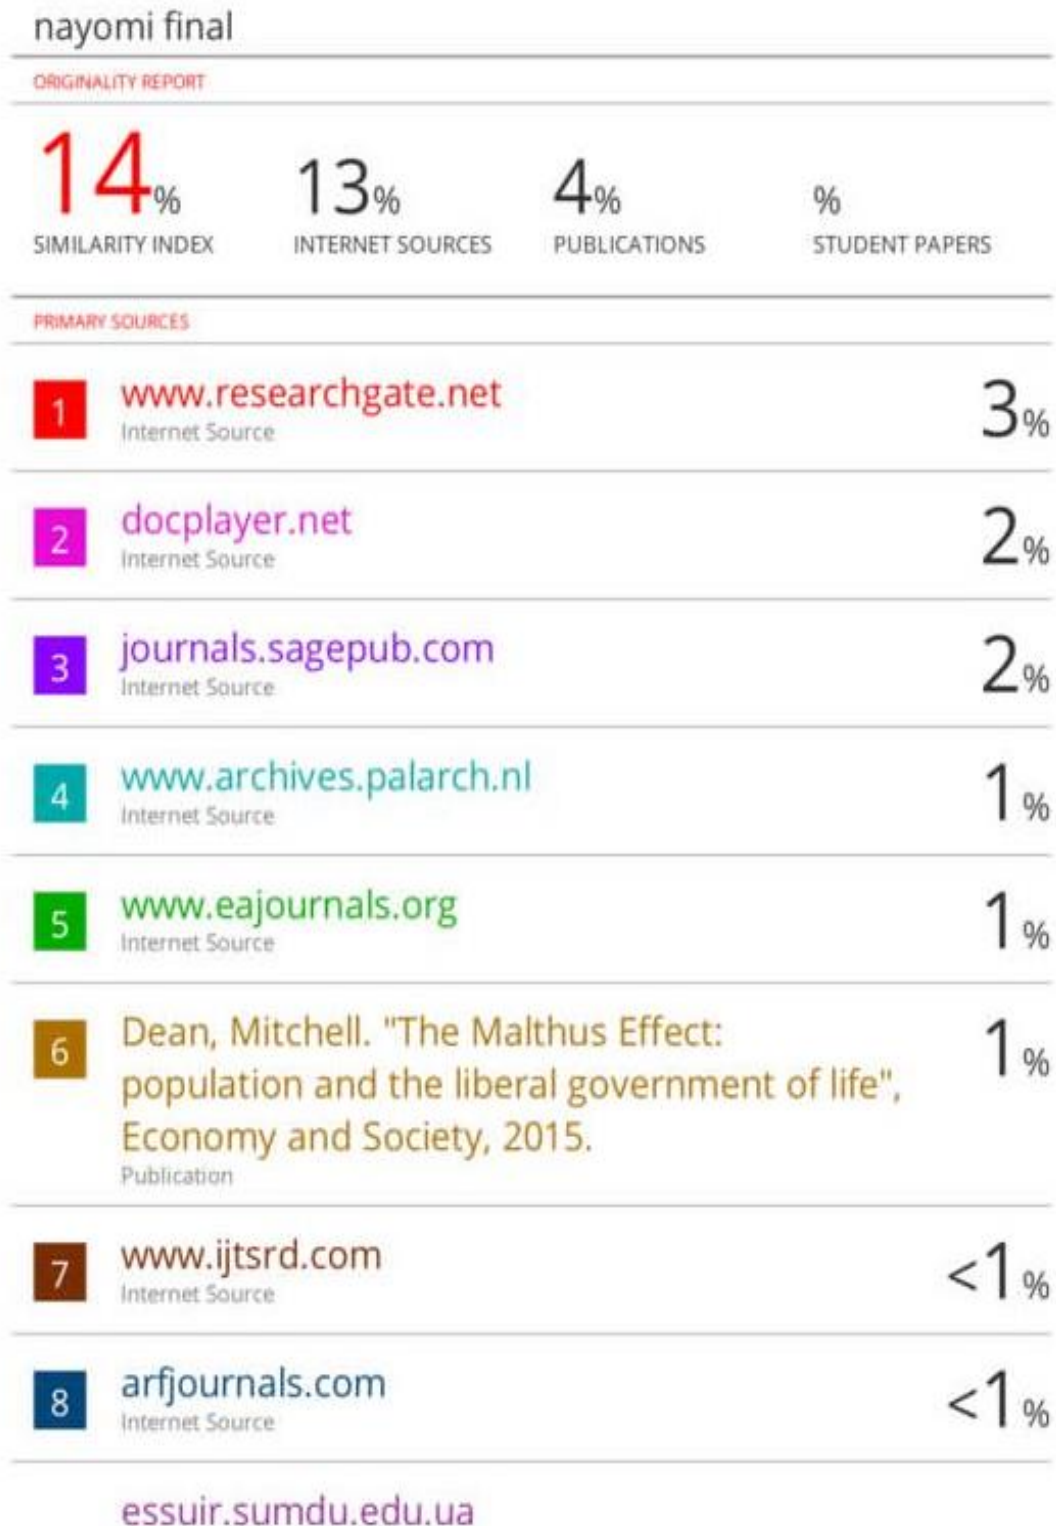 nayomi final
ORIGINALITY REPORT
14% 13% 4% %
SIMILARITY INDEX INTERNET SOURCES PUBLICATIONS STUDENT PAPERS
PRIMARY SOURCES
1 www.researchgate.net 3%
Internet Source
2 docplayer.net 2%
Internet Source
3 journals.sagepub.com 2%
Internet Source
4 www.archives.palarch.nl 1%
Internet Source
5 www.eajournals.org 1%
Internet Source
6 Dean, Mitchell. "The Malthus Effect: 1%
population and the liberal government of life",
Economy and Society, 2015.
Publication
7 www.ijtsrd.com <1%
Internet Source
8 arfjournals.com <1%
Internet Source
essuir.sumdu.edu.ua